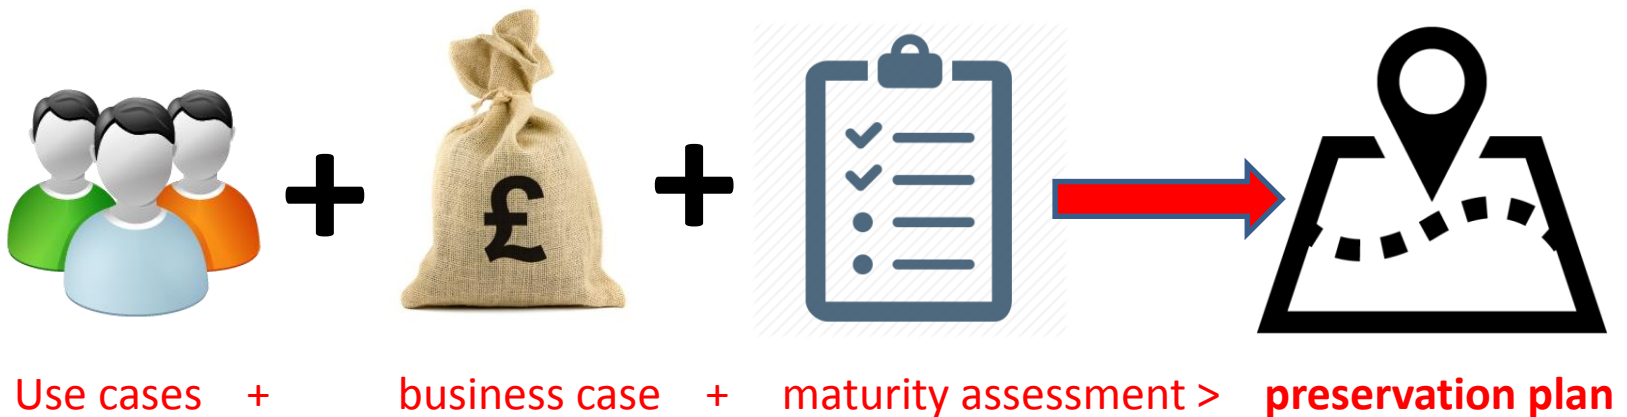 £
Use cases + business case + maturity assessment > preservation plan